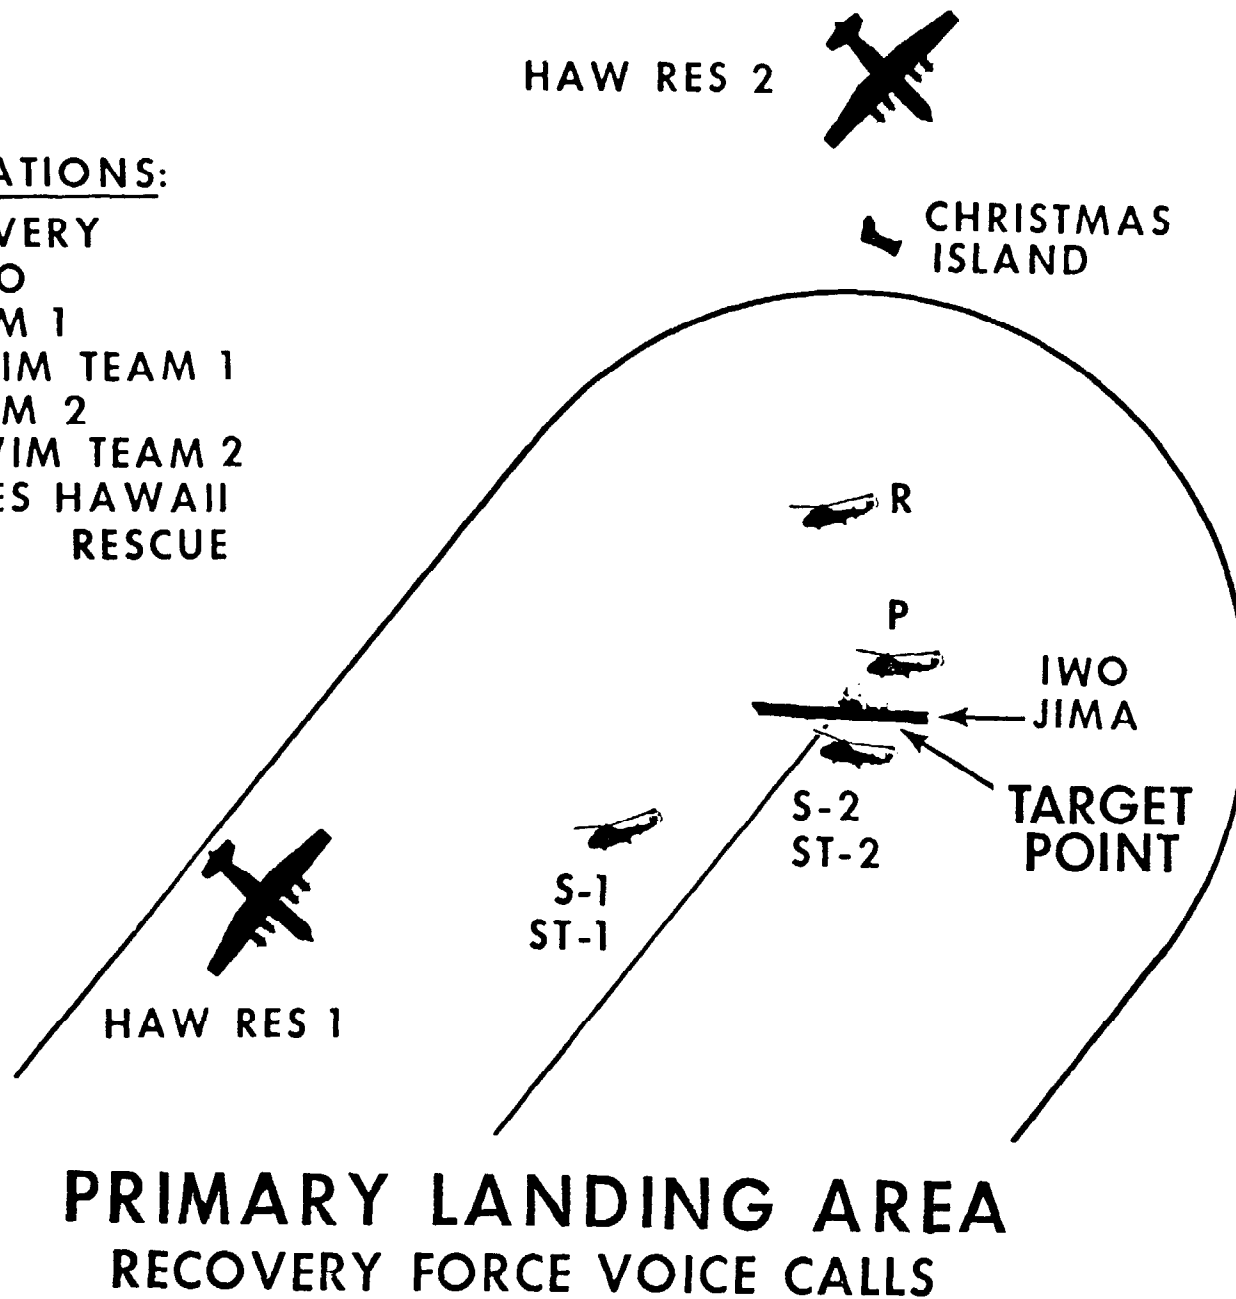 HAW RES 2
ATIONS:
VERY
O
M 1
IM TEAM 1
M 2
VIM TEAM 2
ES HAWAII
RESCUE
CHRISTMAS
ISLAND
R
P
IWO
JIMA
TARGET
POINT
S-2
ST-2
S-1
ST-1
HAW RES 1
PRIMARY LANDING AREA
RECOVERY FORCE VOICE CALLS